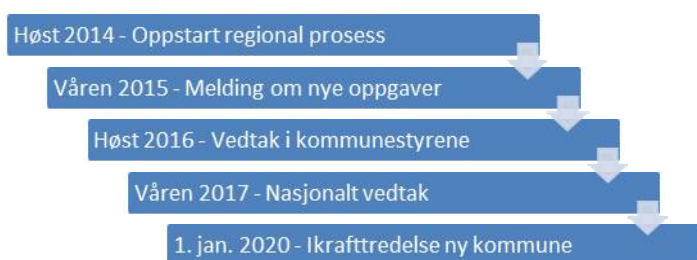 Høst 2014 - Oppstart regional prosess
Våren 2015 - Melding om nye oppgaver
Høst 2016 - Vedtak i kommunestyrene
Våren 2017 - Nasjonalt vedtak
1. jan. 2020 - Ikrafttredelse ny kommune